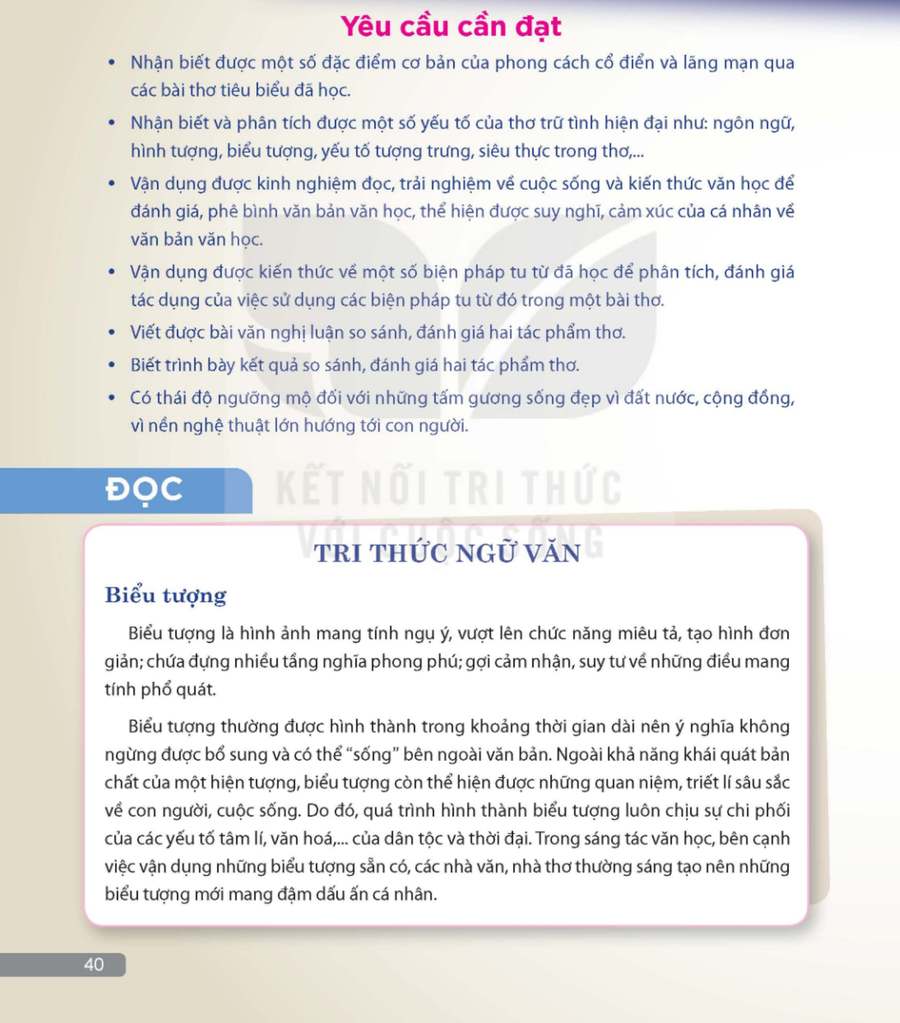 Yêu cầu cần đạt
• Nhận biết được một số đặc điểm cơ bản của phong cách cổ điển và lãng mạn qua
các bài thơ tiêu biểu đã học.
• Nhận biết và phân tích được một số yếu tố của thơ trữ tình hiện đại như: ngôn ngữ,
hình tượng, biểu tượng, yếu tố tượng trưng, siêu thực trong thơ,...
• Vận dụng được kinh nghiệm đọc, trải nghiệm về cuộc sống và kiến thức văn học để
đánh giá, phê bình văn bản văn học, thể hiện được suy nghĩ, cảm xúc của cá nhân về
văn bản văn học.
• Vận dụng được kiến thức về một số biện pháp tu từ đã học để phân tích, đánh giá
tác dụng của việc sử dụng các biện pháp tu từ đó trong một bài thơ.
• Viết được bài văn nghị luận so sánh, đánh giá hai tác phẩm thơ.
• Biết trình bày kết quả so sánh, đánh giá hai tác phẩm thơ.
• Có thái độ ngưỡng mộ đối với những tấm gương sống đẹp vì đất nước, cộng đồng,
vì nền nghệ thuật lớn hướng tới con người.
ĐỌC
KẾT NỐI TRI THỨC
VỚI CUỘC SỐNG
TRI THỨC NGỮ VĂN
Biểu tượng
Biểu tượng là hình ảnh mang tính ngụ ý, vượt lên chức năng miêu tả, tạo hình đơn
giản; chứa đựng nhiều tầng nghĩa phong phú; gợi cảm nhận, suy tư về những điều mang
tính phổ quát.
Biểu tượng thường được hình thành trong khoảng thời gian dài nên ý nghĩa không
ngừng được bổ sung và có thể “sống” bên ngoài văn bản. Ngoài khả năng khái quát bản
chất của một hiện tượng, biểu tượng còn thể hiện được những quan niệm, triết lí sâu sắc
về con người, cuộc sống. Do đó, quá trình hình thành biểu tượng luôn chịu sự chi phối
của các yếu tố tâm lí, văn hoá,... của dân tộc và thời đại. Trong sáng tác văn học, bên cạnh
việc vận dụng những biểu tượng sẵn có, các nhà văn, nhà thơ thường sáng tạo nên những
biểu tượng mới mang đậm dấu ấn cá nhân.
40